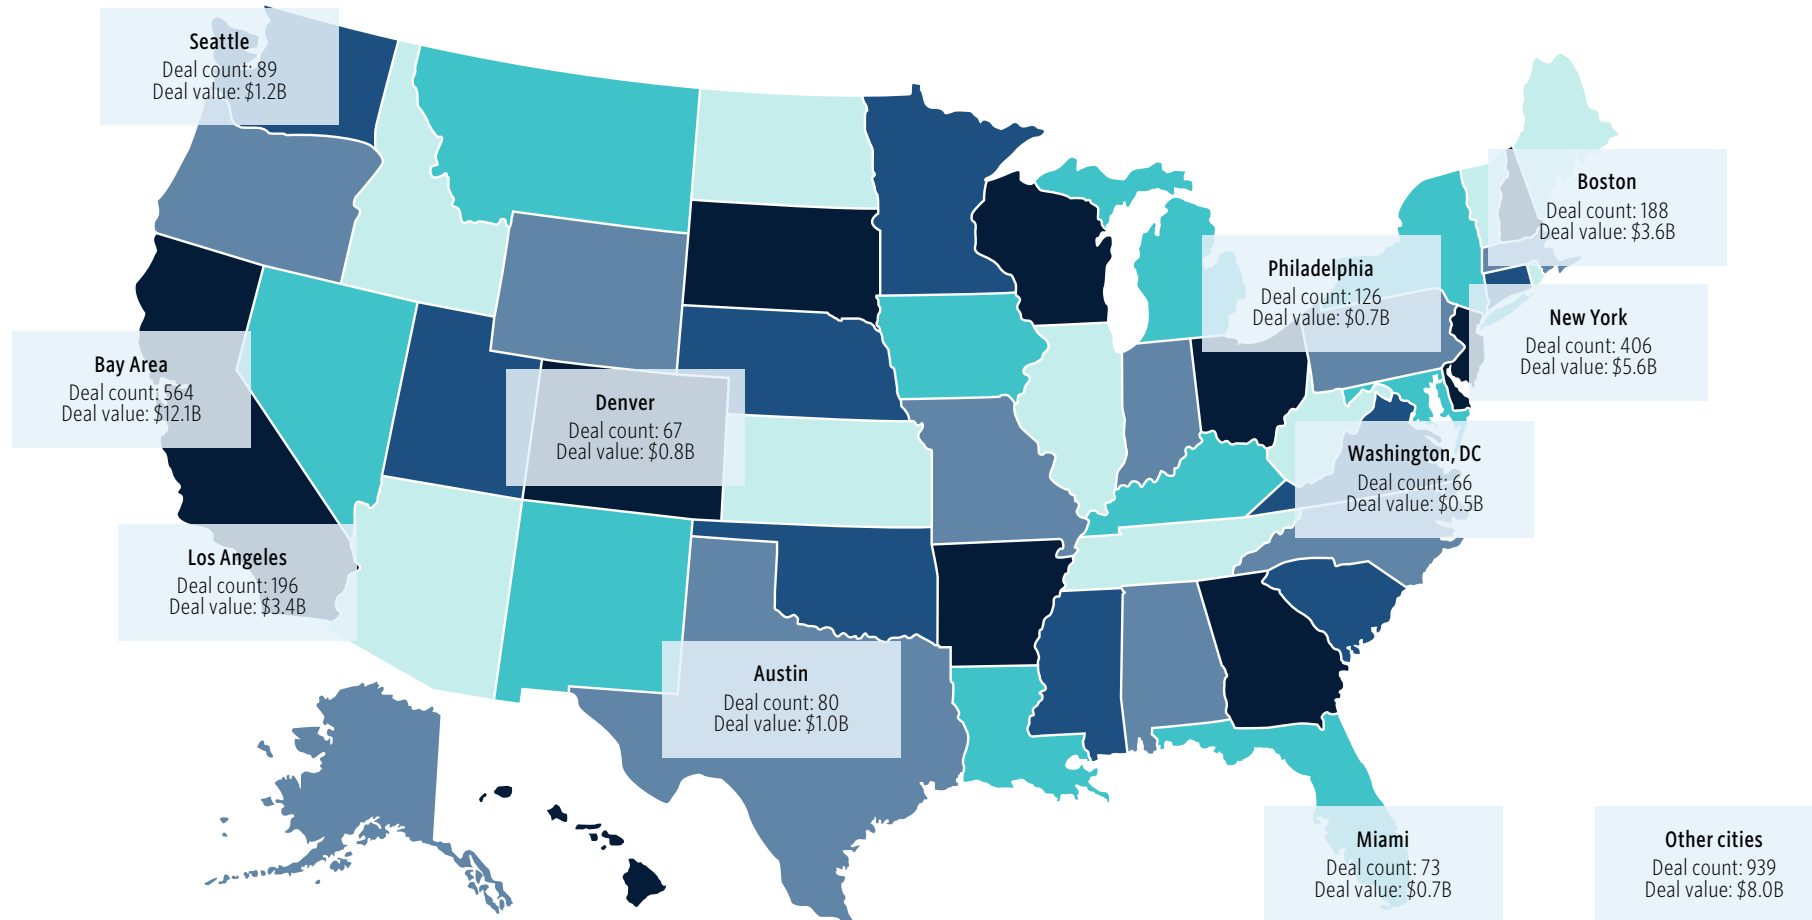 Seattle
Deal count: 89
Deal value: $1.2B
Boston
Deal count: 188
Deal value: $3.6B
Philadelphia
Deal count: 126
Deal value: $0.7B
New York
Deal count: 406
Deal value: $5.6B
Bay Area
Deal count: 564
Deal value: $12.1B
Denver
Deal count: 67
Deal value: $0.8B
Washington, DC
Deal count: 66
Deal value: $0.5B
Los Angeles
Deal count: 196
Deal value: $3.4B
Austin
Deal count: 80
Deal value: $1.0B
Miami
Deal count: 73
Deal value: $0.7B
Other cities
Deal count: 939
Deal value: $8.0B